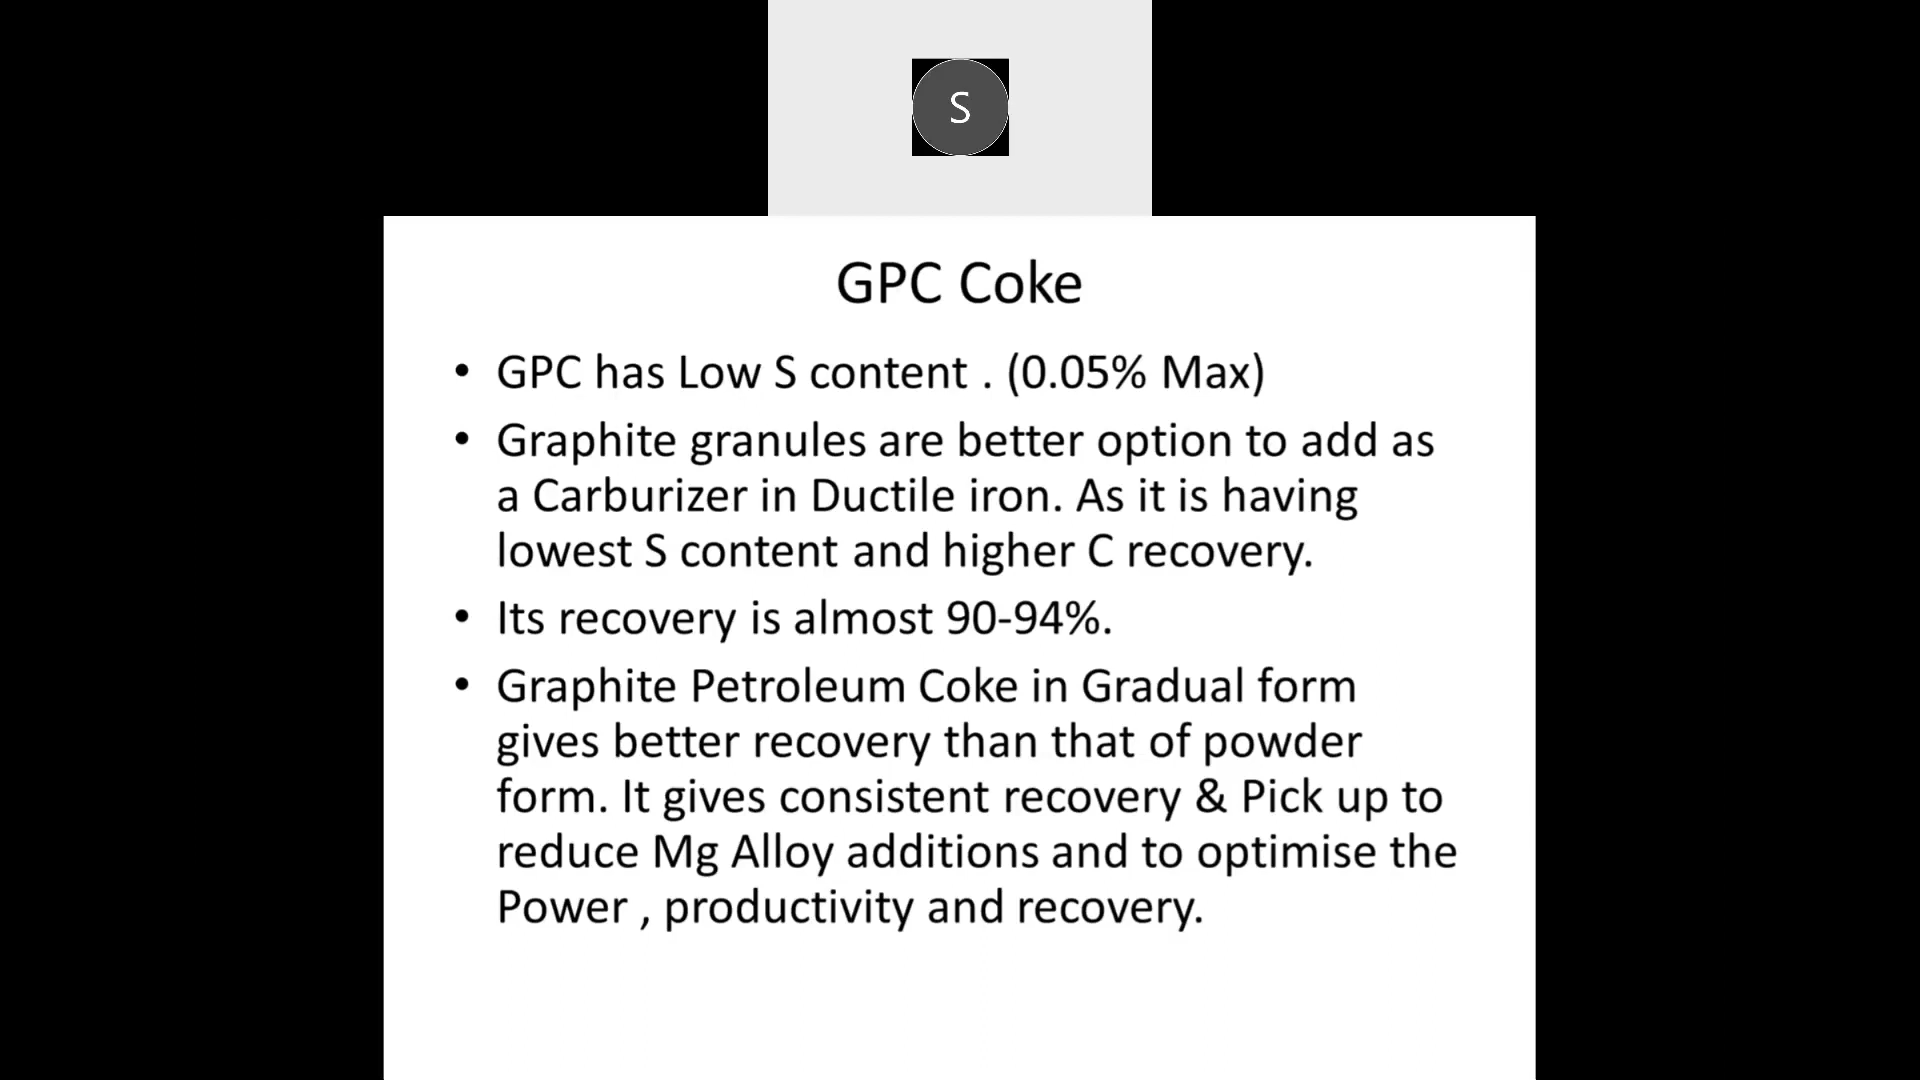 S
GPC Coke
• GPC has Low S content . (0.05% Max)
• Graphite granules are better option to add as
a Carburizer in Ductile iron. As it is having
lowest S content and higher C recovery.
• Its recovery is almost 90-94%.
• Graphite Petroleum Coke in Gradual form
gives better recovery than that of powder
form. It gives consistent recovery & Pick up to
reduce Mg Alloy additions and to optimise the
Power , productivity and recovery.